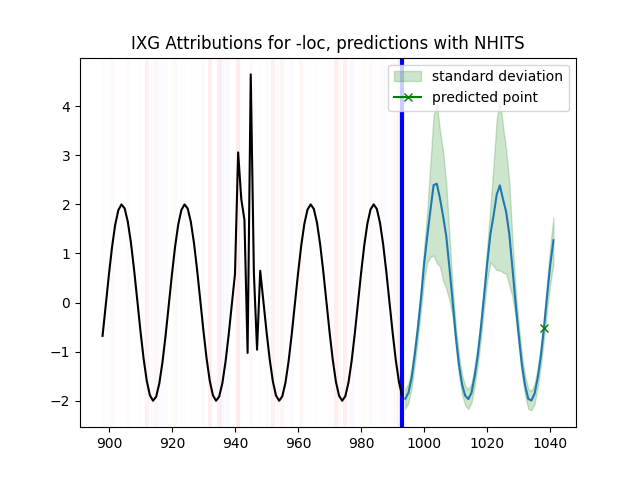 IXG Attributions for -loc, predictions with NHITS
standard deviation
predicted point
4
3
2
1
0
−1
−2
900 920 940 960 980 1000 1020 1040